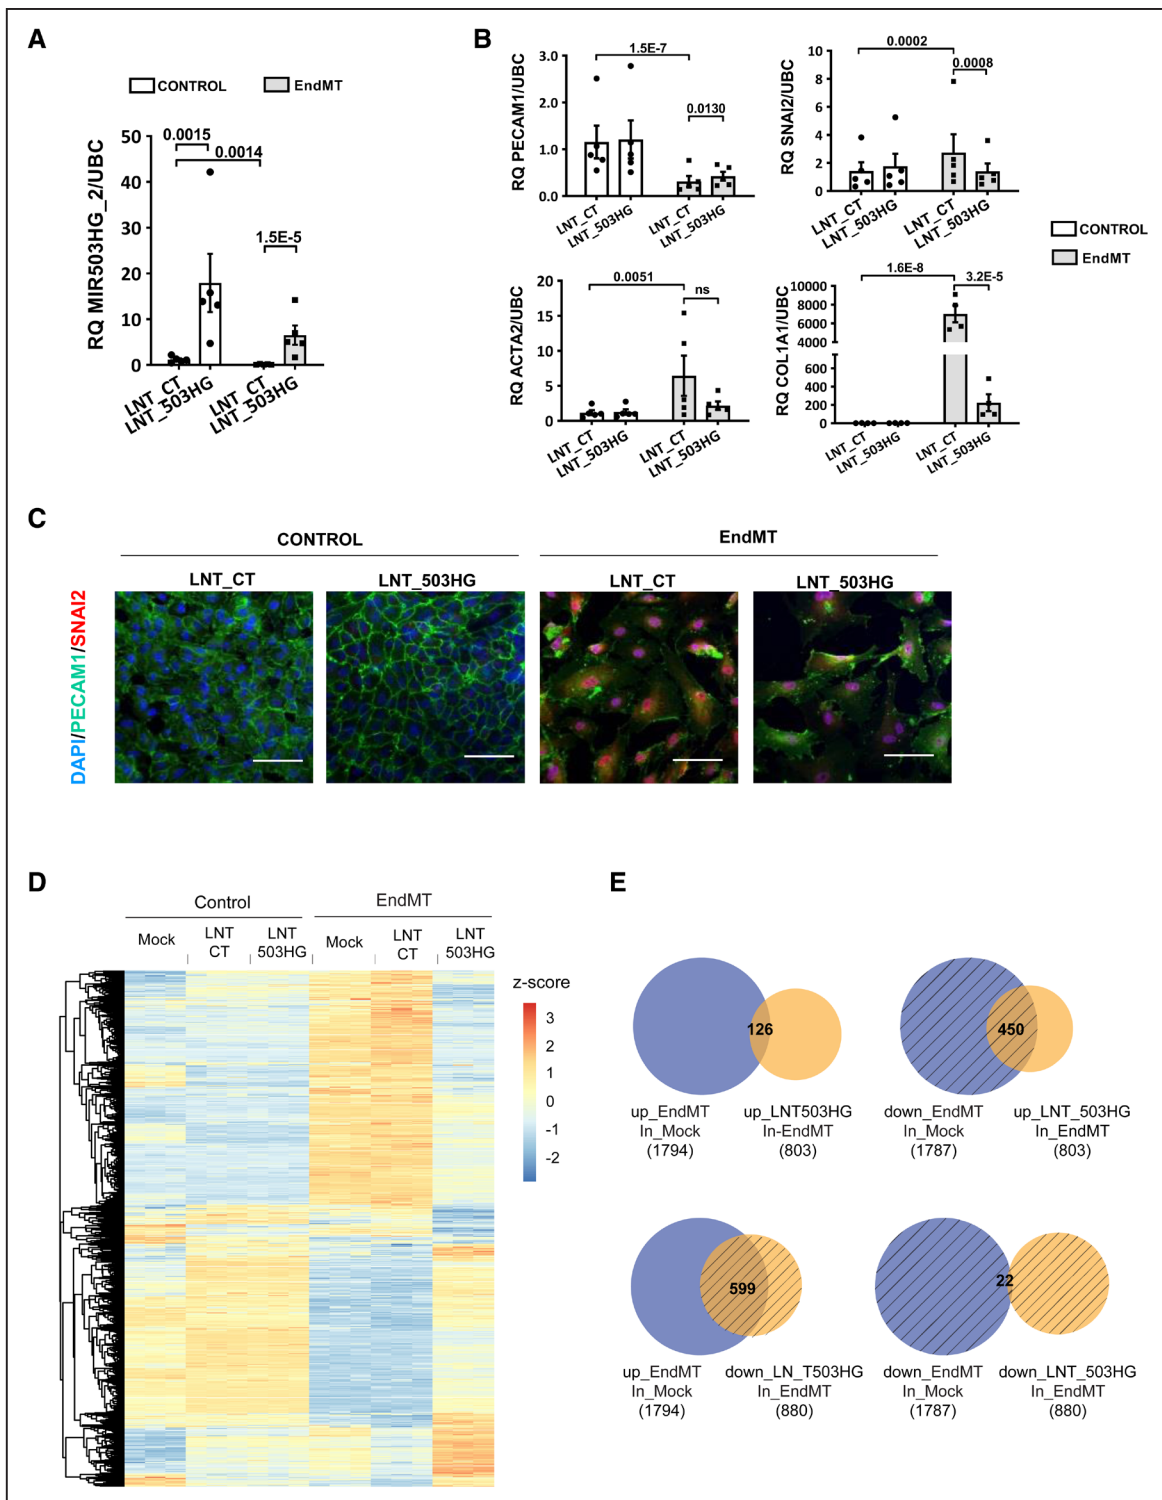 A
CONTROL
EndMT
RQ MIR503HG_2/UBC
50
40
30
20
10
0
0.0015
0.0014
1.5E-5
LNT_CT
LNT_503HG
LNT_CT
LNT_503HG
B
RQ PECAM1/UBC
3.0
2.0
1.0
0.0
1.5E-7
0.0130
LNT_CT
LNT_503HG
LNT_CT
LNT_503HG
RQ SNAI2/UBC
10
8
6
4
2
0
0.0002
0.0008
LNT_CT
LNT_503HG
LNT_CT
LNT_503HG
CONTROL
EndMT
RQ ACTA2/UBC
15
10
5
0
0.0051
ns
LNT_CT
LNT_503HG
LNT_CT
LNT_503HG
RQ COL1A1/UBC
10000
8000
6000
4000
600
400
200
0
1.6E-8
3.2E-5
LNT_CT
LNT_503HG
LNT_CT
LNT_503HG
C
CONTROL
EndMT
LNT_CT
LNT_503HG
LNT_CT
LNT_503HG
DAPI/PECAM1/SNAI2
D
Control
EndMT
Mock
LNT
CT
LNT
503HG
Mock
LNT
CT
LNT
503HG
z-score
3
2
1
0
-1
-2
E
126
up_EndMT
In_Mock
(1794)
up_LNT503HG
In-EndMT
(803)
450
down_EndMT
In_Mock
(1787)
up_LNT_503HG
In_EndMT
(803)
599
up_EndMT
In_Mock
(1794)
down_LN_T503HG
In_EndMT
(880)
22
down_EndMT
In_Mock
(1787)
down_LNT_503HG
In_EndMT
(880)